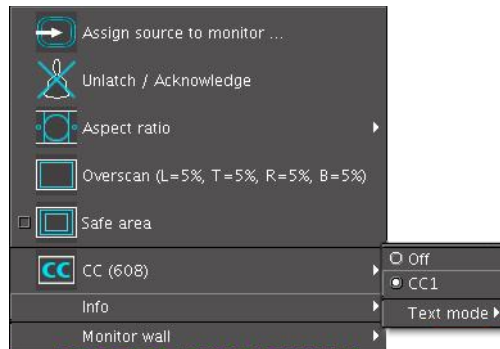 Assign source to monitor ...
Unlatch / Acknowledge
Aspect ratio
Overscan (L=5%, T=5%, R=5%, B=5%)
Safe area
CC CC (608)
Off
CC1
Info
Text mode
Monitor wall